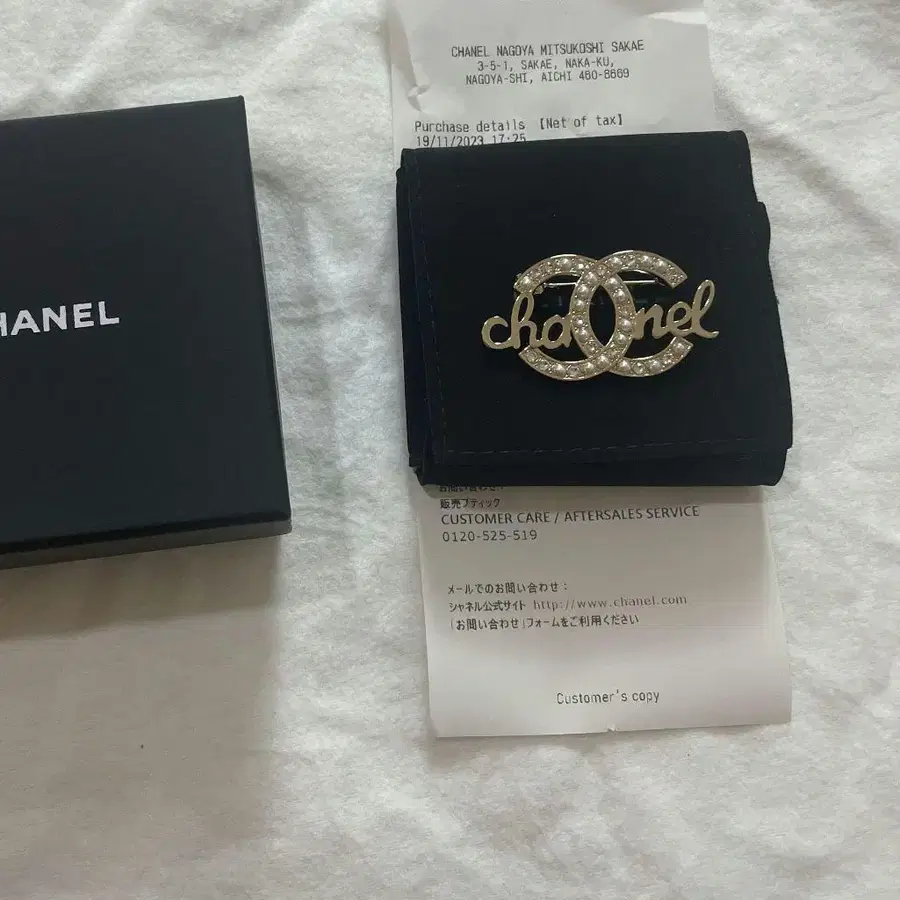 CHANEL NAGOYA MITSUKOSHI SAKAE
3-5-1, SAKAE, NAKA-KU,
NAGOYA-SHI, AICHI 460-8669
Purchase details 【Net of tax】
19/11/2023 17:25
HANEL
chanel
販売ブティック
CUSTOMER CARE / AFTERSALES SERVICE
0120-525-519
メールでのお問い合わせ：
シャネル公式サイト http://www.chanel.com
「お問い合わせ」フォームをご利用ください
Customer's copy